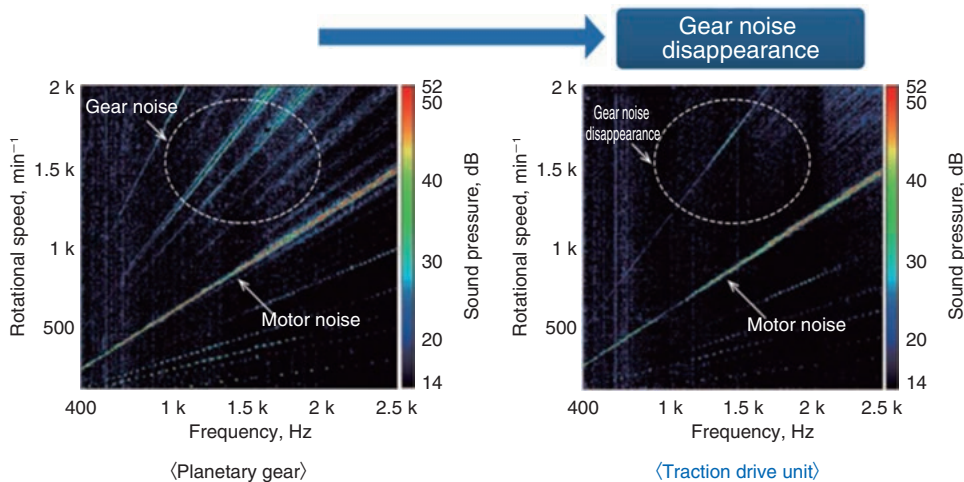 Gear noise
disappearance
2 k
1.5 k
1 k
500
Rotational speed, min⁻¹
Gear noise
Motor noise
400
1 k
1.5 k
2 k
2.5 k
Frequency, Hz
52
50
40
30
20
14
Sound pressure, dB
〈Planetary gear〉
2 k
1.5 k
1 k
500
Rotational speed, min⁻¹
Gear noise
disappearance
Motor noise
400
1 k
1.5 k
2 k
2.5 k
Frequency, Hz
52
50
40
30
20
14
Sound pressure, dB
〈Traction drive unit〉